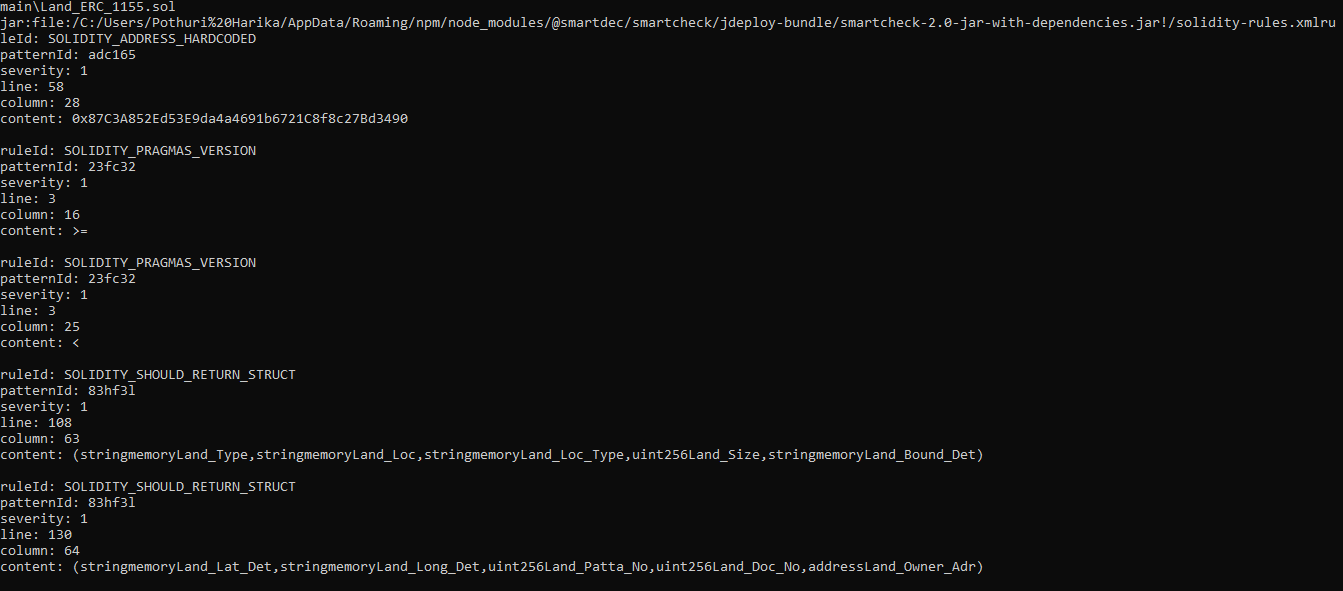 main\Land_ERC_1155.sol
jar:file:/C:/Users/Pothuri%20Harika/AppData/Roaming/npm/node_modules/@smartdec/smartcheck/jdeploy-bundle/smartcheck-2.0-jar-with-dependencies.jar!/solidity-rules.xmlru
leId: SOLIDITY_ADDRESS_HARDCODED
patternId: adc165
severity: 1
line: 58
column: 28
content: 0x87C3A852Ed53E9da4a4691b6721C8f8c27Bd3490
ruleId: SOLIDITY_PRAGMAS_VERSION
patternId: 23fc32
severity: 1
line: 3
column: 16
content: >=
ruleId: SOLIDITY_PRAGMAS_VERSION
patternId: 23fc32
severity: 1
line: 3
column: 25
content: <
ruleId: SOLIDITY_SHOULD_RETURN_STRUCT
patternId: 83hf3l
severity: 1
line: 108
column: 63
content: (stringmemoryLand_Type,stringmemoryLand_Loc,stringmemoryLand_Loc_Type,uint256Land_Size,stringmemoryLand_Bound_Det)
ruleId: SOLIDITY_SHOULD_RETURN_STRUCT
patternId: 83hf3l
severity: 1
line: 130
column: 64
content: (stringmemoryLand_Lat_Det,stringmemoryLand_Long_Det,uint256Land_Patta_No,uint256Land_Doc_No,addressLand_Owner_Adr)